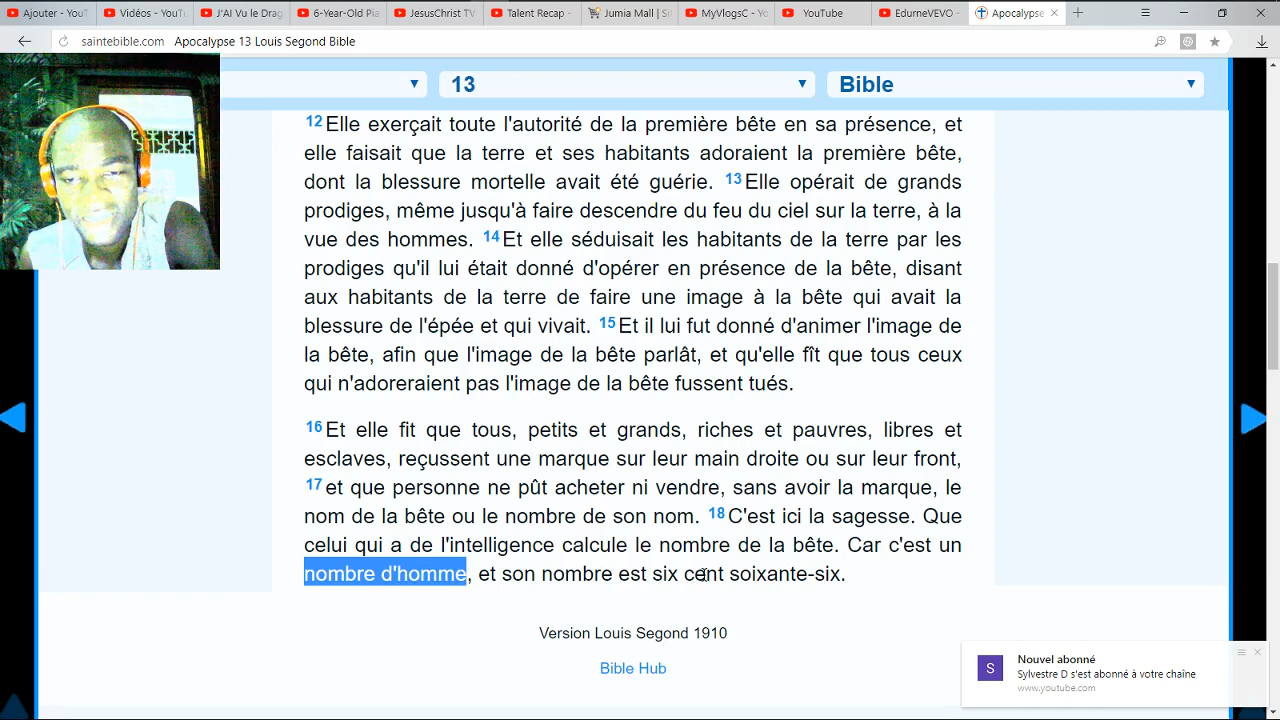 Ajouter - YouT
Vidéos - YouTu
J'AI Vu le Drag
6-Year-Old Pia
JesusChrist TV
Talent Recap -
Jumia Mail | Si
MyVlogsC - Yo
YouTube
EdurneVEVO -
Apocalypse
saintebible.com Apocalypse 13 Louis Segond Bible
13
Bible
12 Elle exerçait toute l'autorité de la première bête en sa présence, et
elle faisait que la terre et ses habitants adoraient la première bête,
dont la blessure mortelle avait été guérie. 13 Elle opérait de grands
prodiges, même jusqu'à faire descendre du feu du ciel sur la terre, à la
vue des hommes. 14 Et elle séduisait les habitants de la terre par les
prodiges qu'il lui était donné d'opérer en présence de la bête, disant
aux habitants de la terre de faire une image à la bête qui avait la
blessure de l'épée et qui vivait. 15 Et il lui fut donné d'animer l'image de
la bête, afin que l'image de la bête parlât, et qu'elle fît que tous ceux
qui n'adoreraient pas l'image de la bête fussent tués.
16 Et elle fit que tous, petits et grands, riches et pauvres, libres et
esclaves, reçussent une marque sur leur main droite ou sur leur front,
17 et que personne ne pût acheter ni vendre, sans avoir la marque, le
nom de la bête ou le nombre de son nom. 18 C'est ici la sagesse. Que
celui qui a de l'intelligence calcule le nombre de la bête. Car c'est un
nombre d'homme, et son nombre est six cent soixante-six.
Version Louis Segond 1910
Bible Hub
S
Nouvel abonné
Sylvestre D s'est abonné à votre chaîne
www.youtube.com